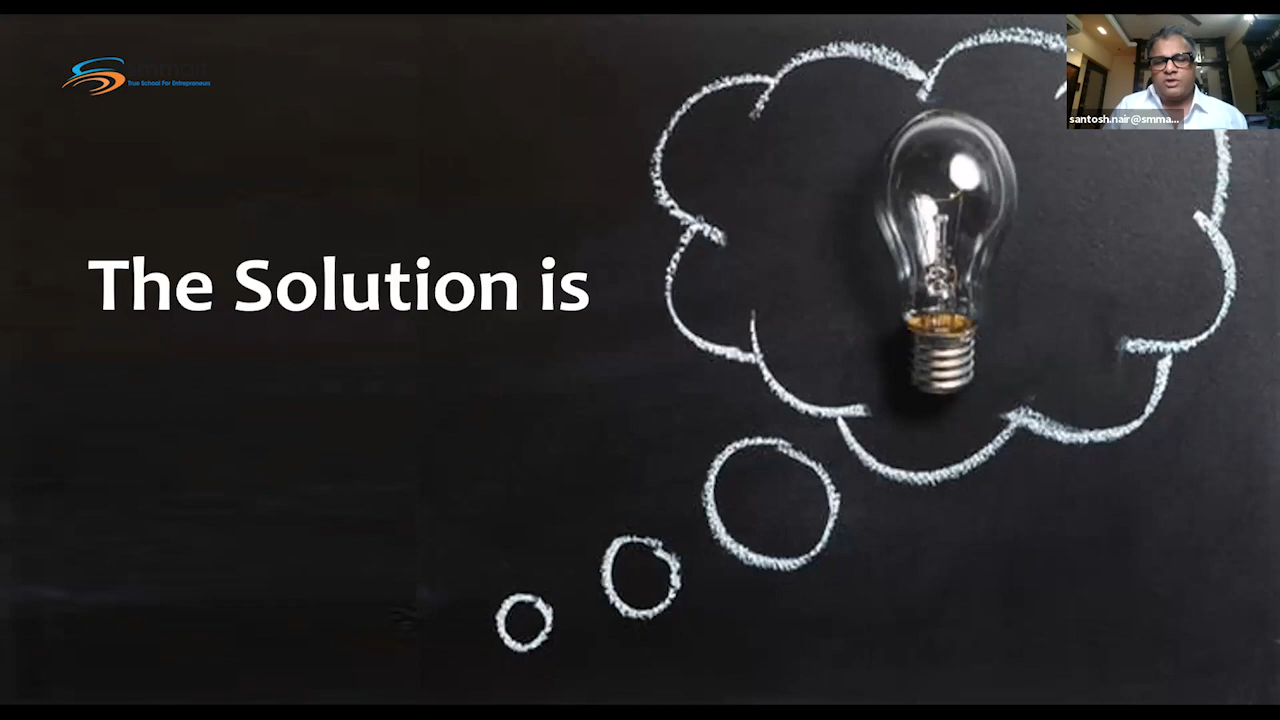 True School For Entrepreneurs
The Solution is
santosh.nair@smma...